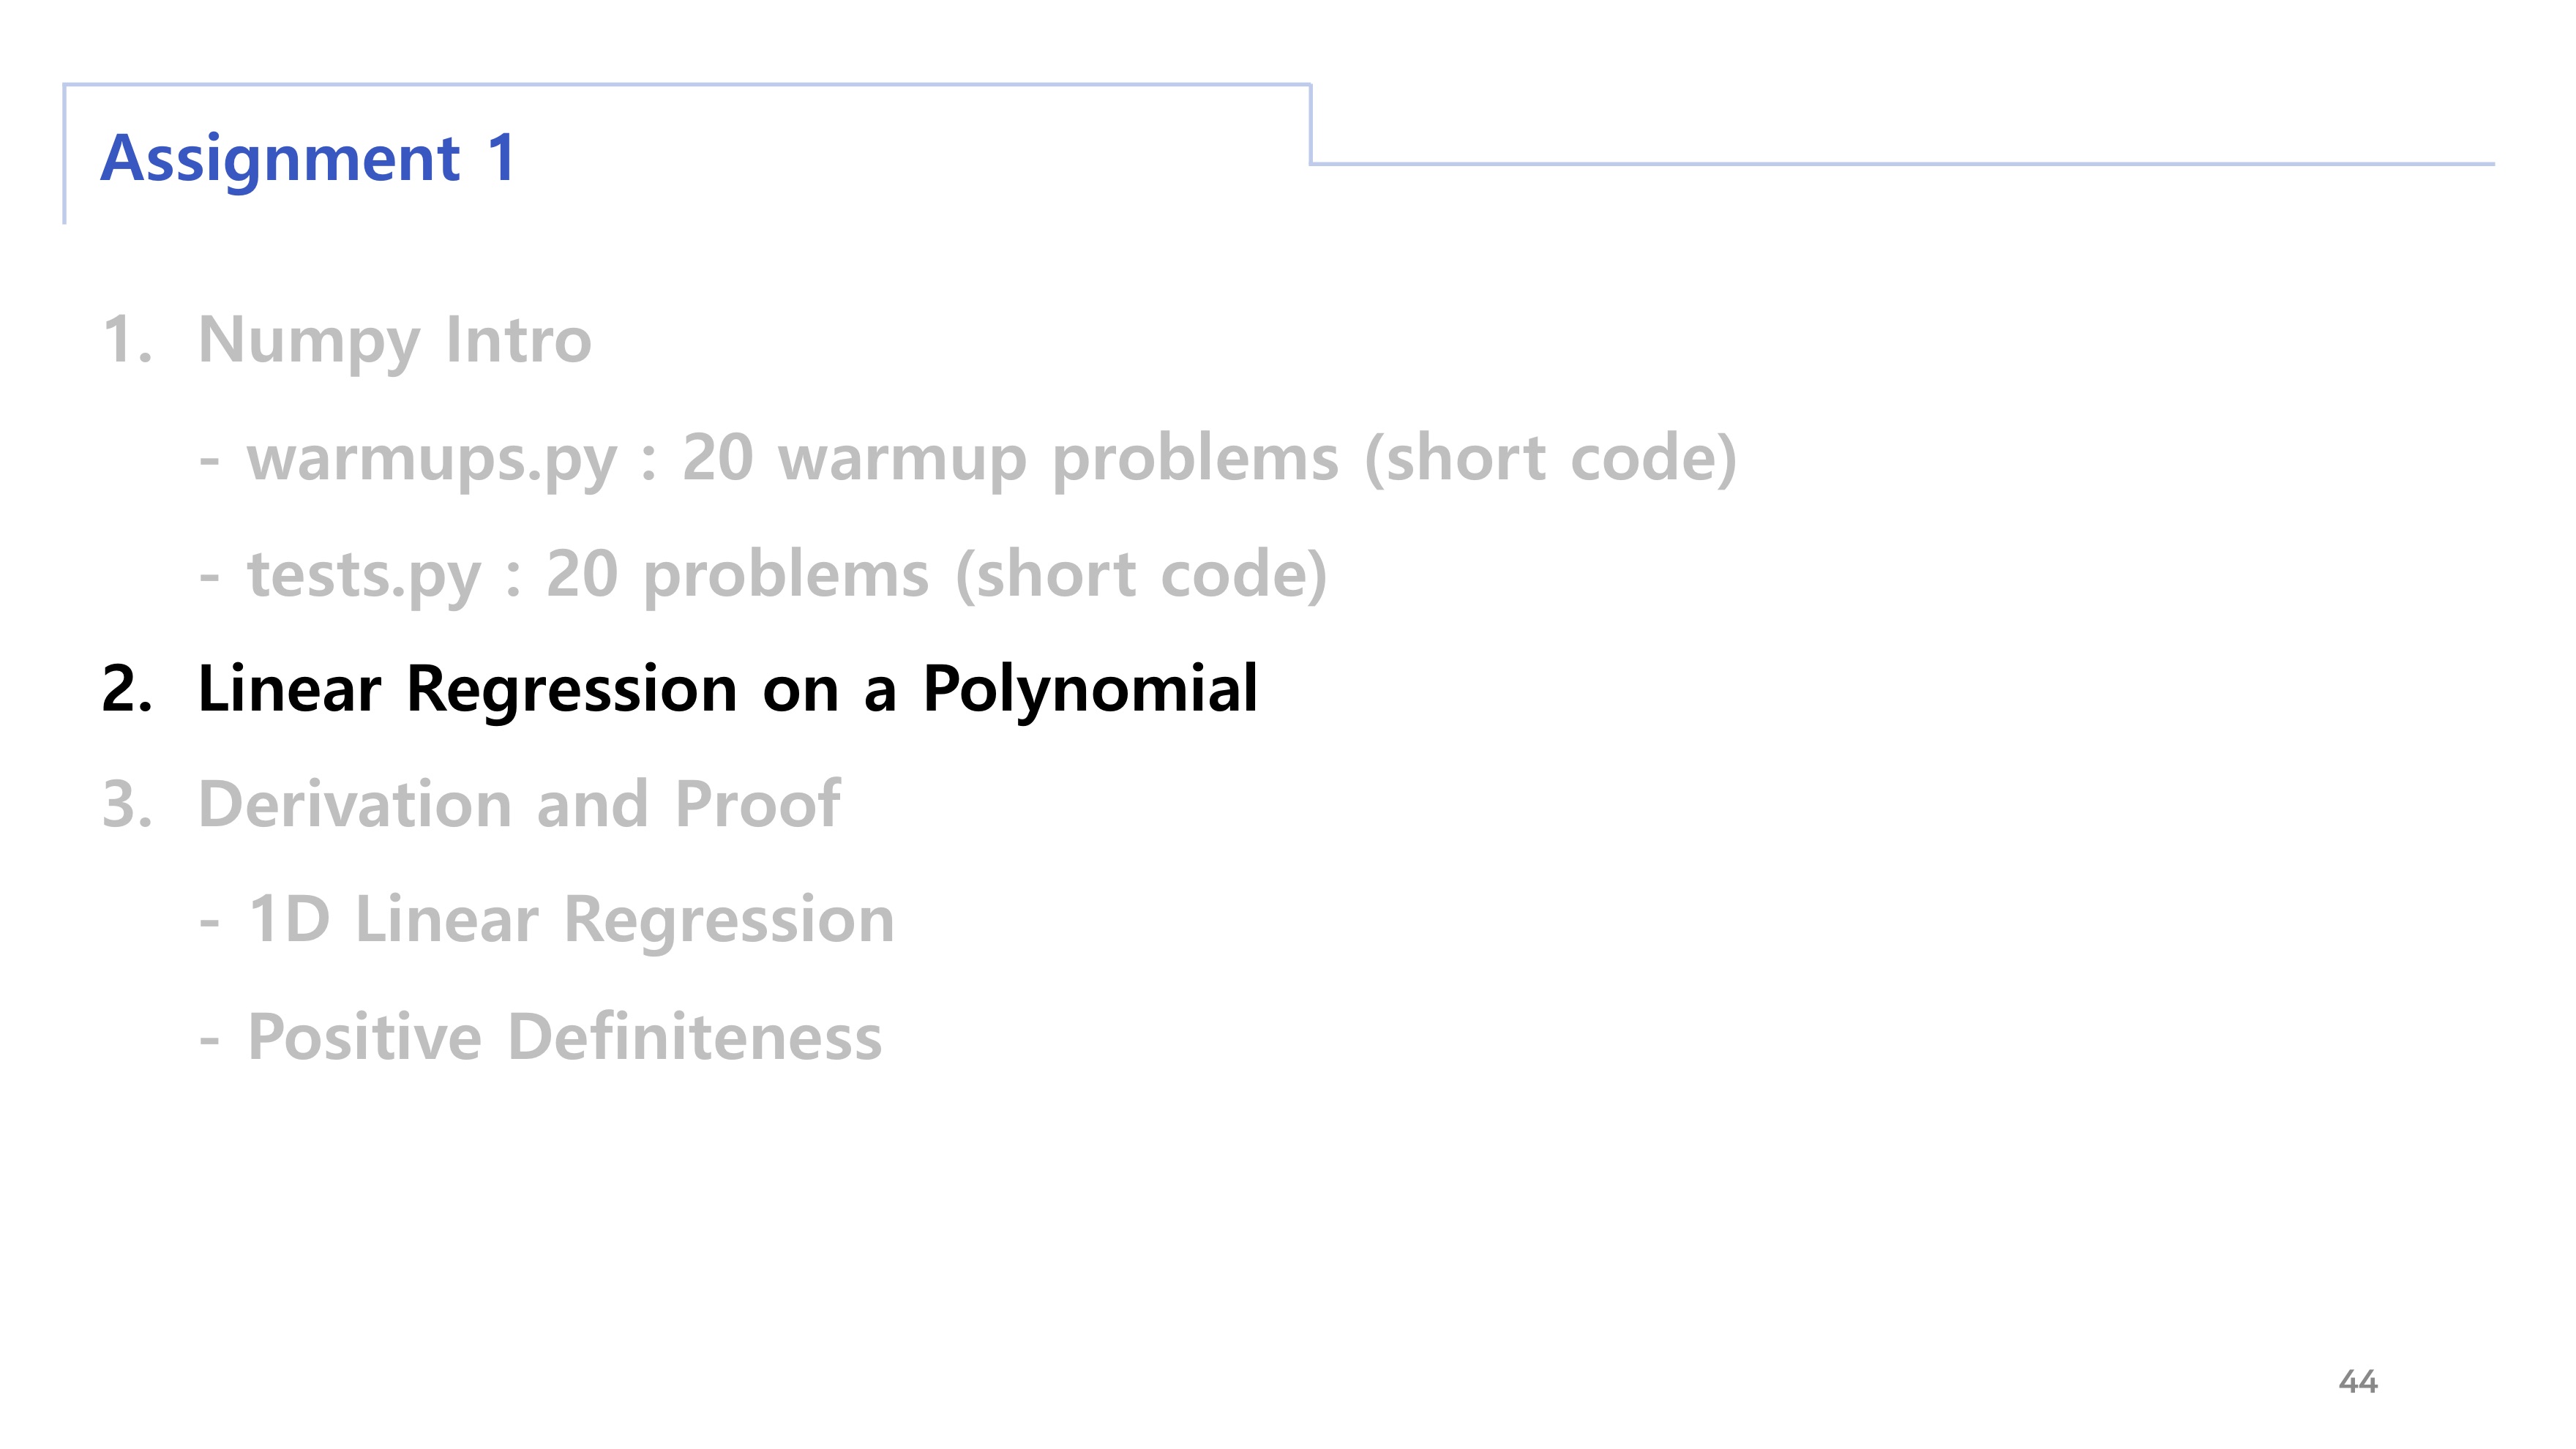 Assignment 1
1. Numpy Intro
- warmups.py : 20 warmup problems (short code)
- tests.py : 20 problems (short code)
2. Linear Regression on a Polynomial
3. Derivation and Proof
- 1D Linear Regression
- Positive Definiteness
44